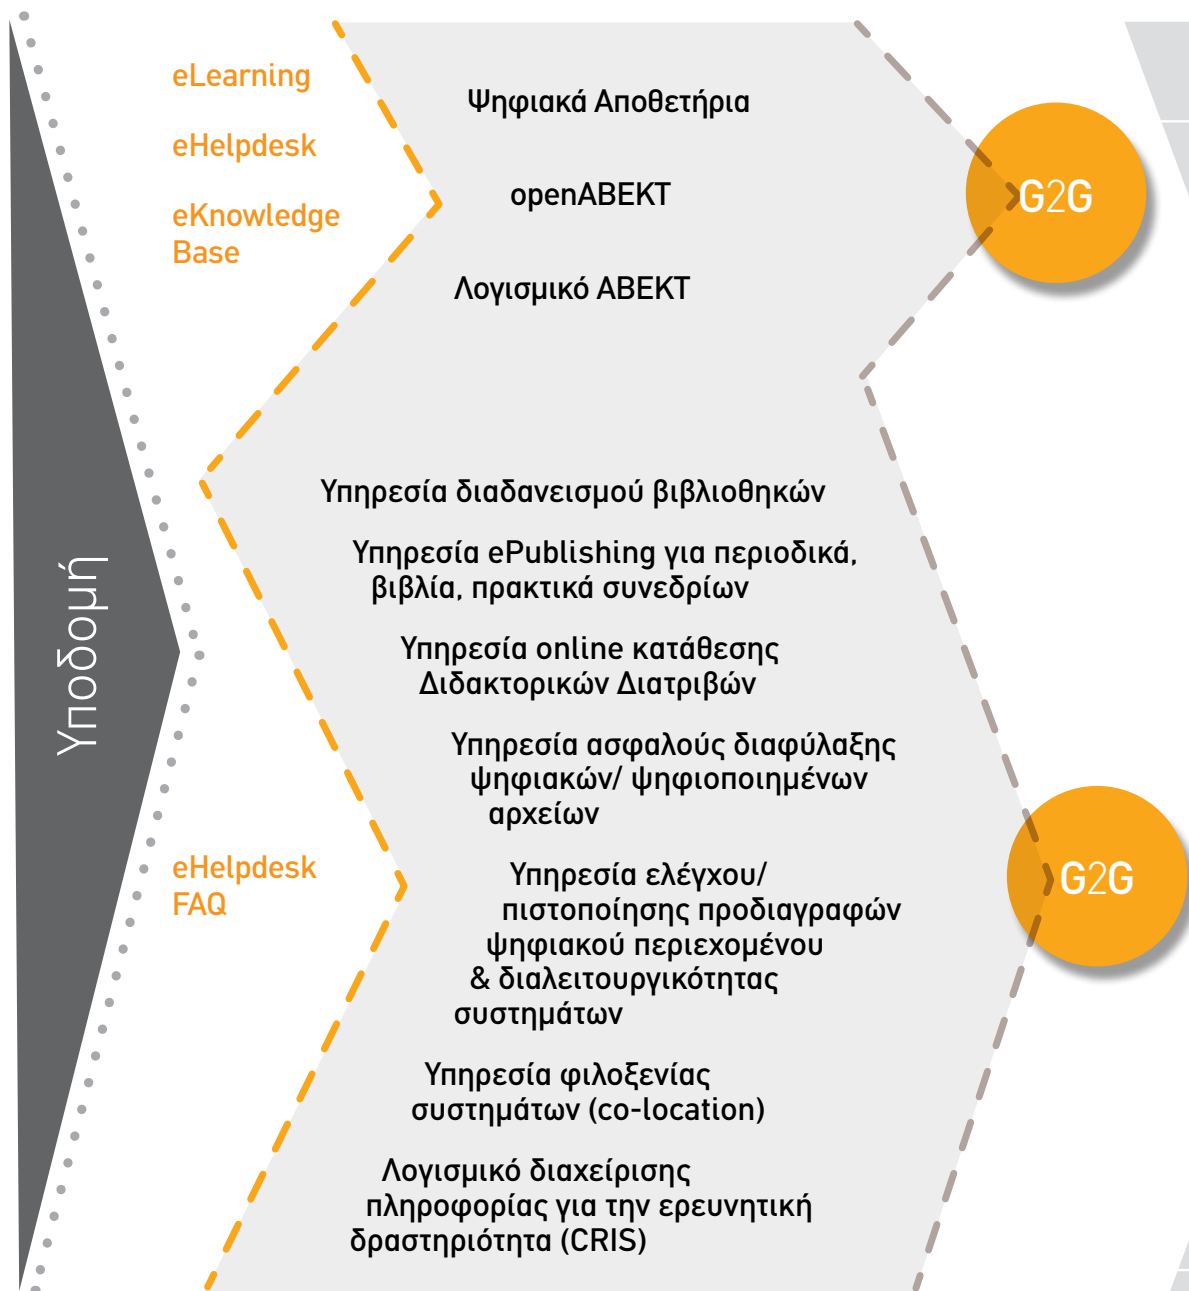 Υποδομή
eLearning
eHelpdesk
eKnowledge
Base
Ψηφιακά Αποθετήρια
openABEKT
Λογισμικό ΑΒΕΚΤ
G2G
Υπηρεσία διαδανεισμού βιβλιοθηκών
Υπηρεσία ePublishing για περιοδικά,
βιβλία, πρακτικά συνεδρίων
Υπηρεσία online κατάθεσης
Διδακτορικών Διατριβών
Υπηρεσία ασφαλούς διαφύλαξης
ψηφιακών/ ψηφιοποιημένων
αρχείων
eHelpdesk
FAQ
Υπηρεσία ελέγχου/
πιστοποίησης προδιαγραφών
ψηφιακού περιεχομένου
& διαλειτουργικότητας
συστημάτων
G2G
Υπηρεσία φιλοξενίας
συστημάτων (co-location)
Λογισμικό διαχείρισης
πληροφορίας για την ερευνητική
δραστηριότητα (CRIS)